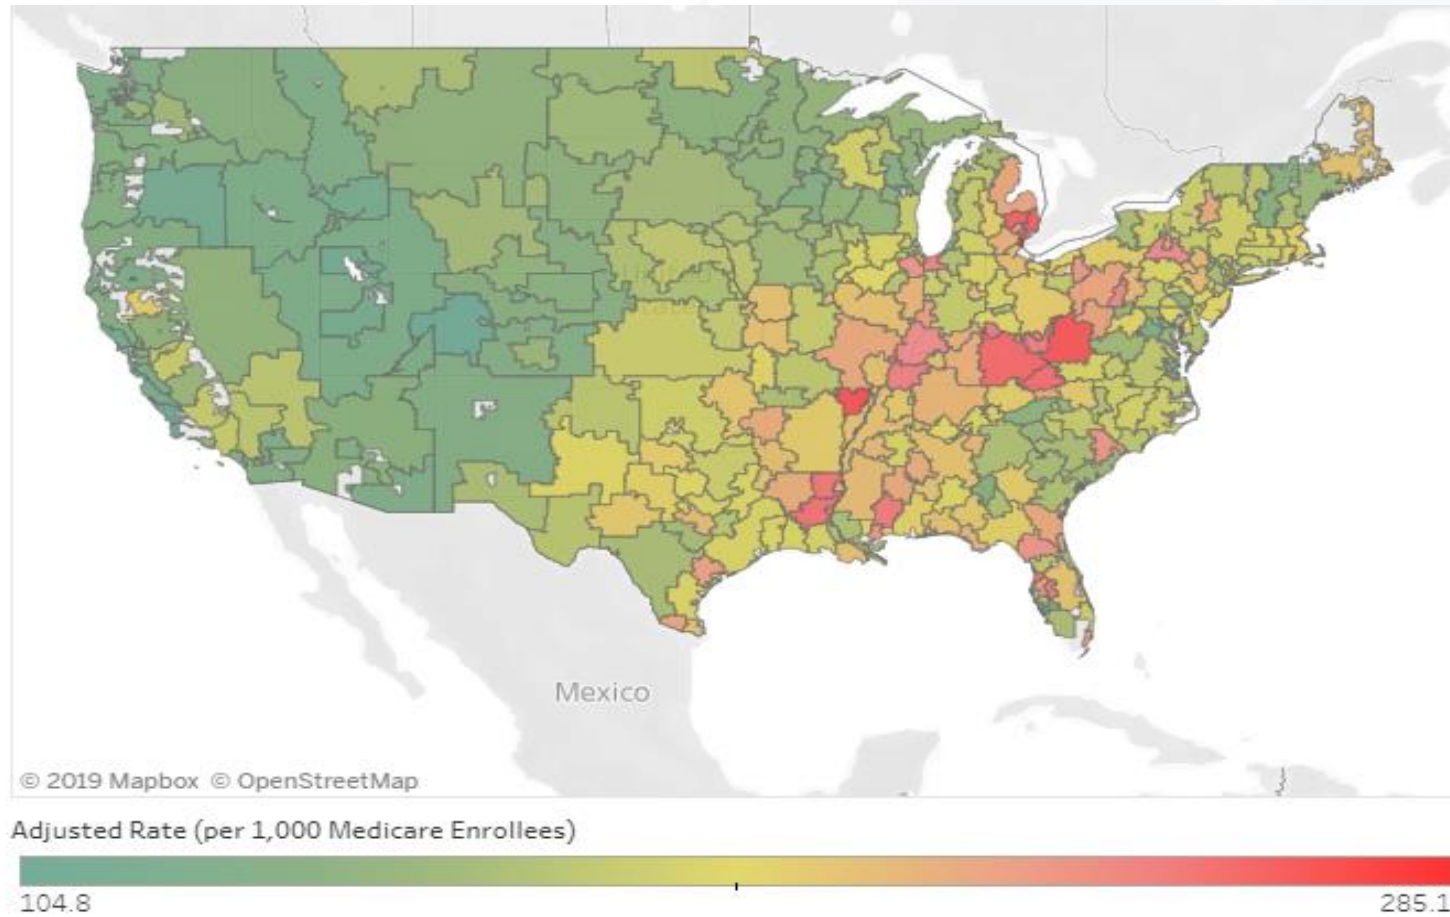 Mexico
© 2019 Mapbox © OpenStreetMap
Adjusted Rate (per 1,000 Medicare Enrollees)
104.8
285.1